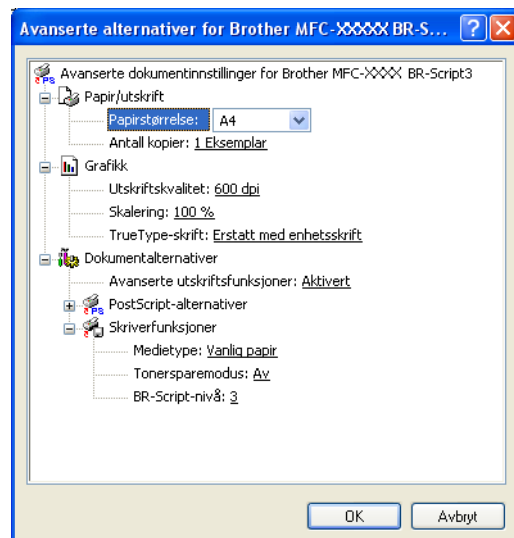 Avanserte alternativer for Brother MFC-XXXXX BR-S...
Avanserte dokumentinnstillinger for Brother MFC-XXXX BR-Script3
Papir/utskrift
Papirstørrelse: A4
Antall kopier: 1 Eksemplar
Grafikk
Utskriftskvalitet: 600 dpi
Skalering: 100 %
TrueType-skrift: Erstatt med enhetsskrift
Dokumentalternativer
Avanserte utskriftsfunksjoner: Aktivert
PostScript-alternativer
Skriverfunksjoner
Medietype: Vanlig papir
Tonersparemodus: Av
BR-Script-nivå: 3
OK Avbryt